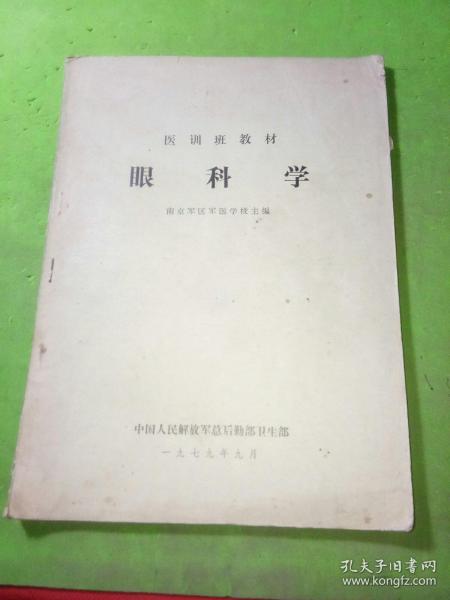 医训班教材
眼科学
南京军区军医学校主编
中国人民解放军总后勤部卫生部
一九七九年九月
孔夫子旧书网
www.kongfz.com